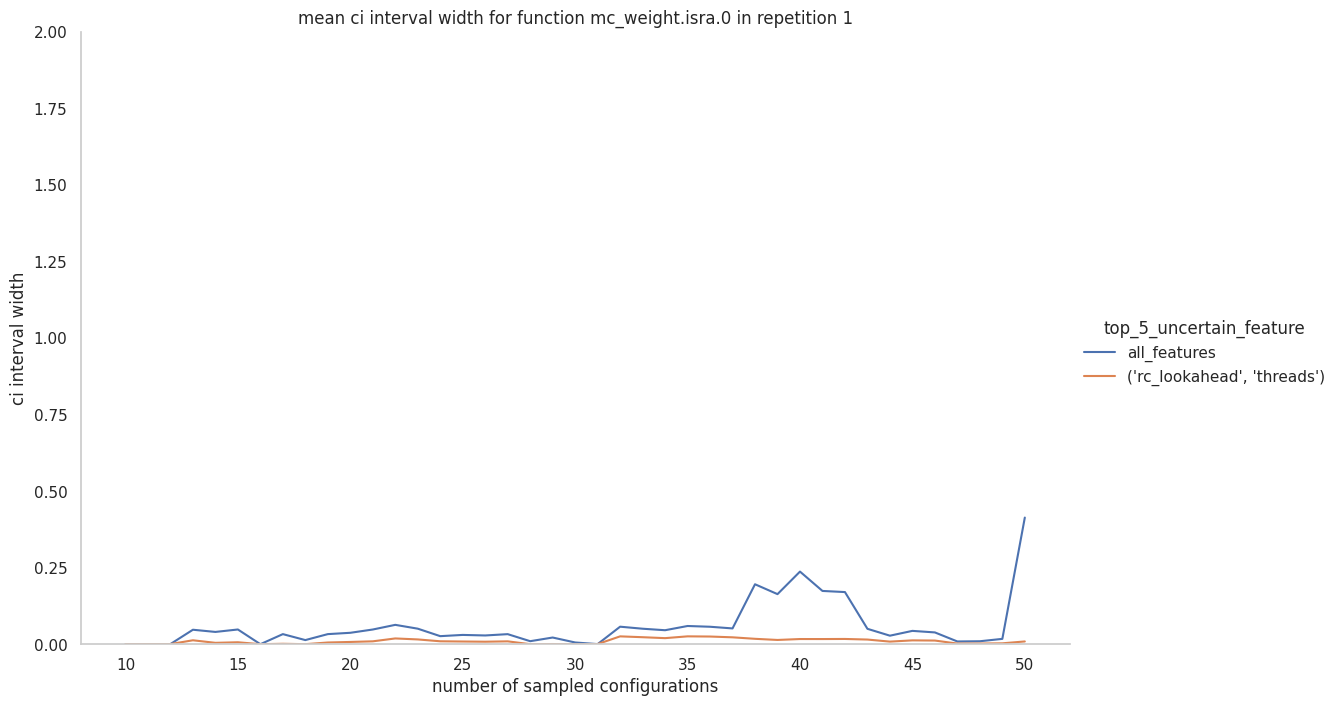 mean ci interval width for function mc_weight.isra.0 in repetition 1
2.00
1.75
1.50
1.25
1.00
0.75
0.50
0.25
0.00
ci interval width
10 15 20 25 30 35 40 45 50
number of sampled configurations
top_5_uncertain_feature
all_features
('rc_lookahead', 'threads')